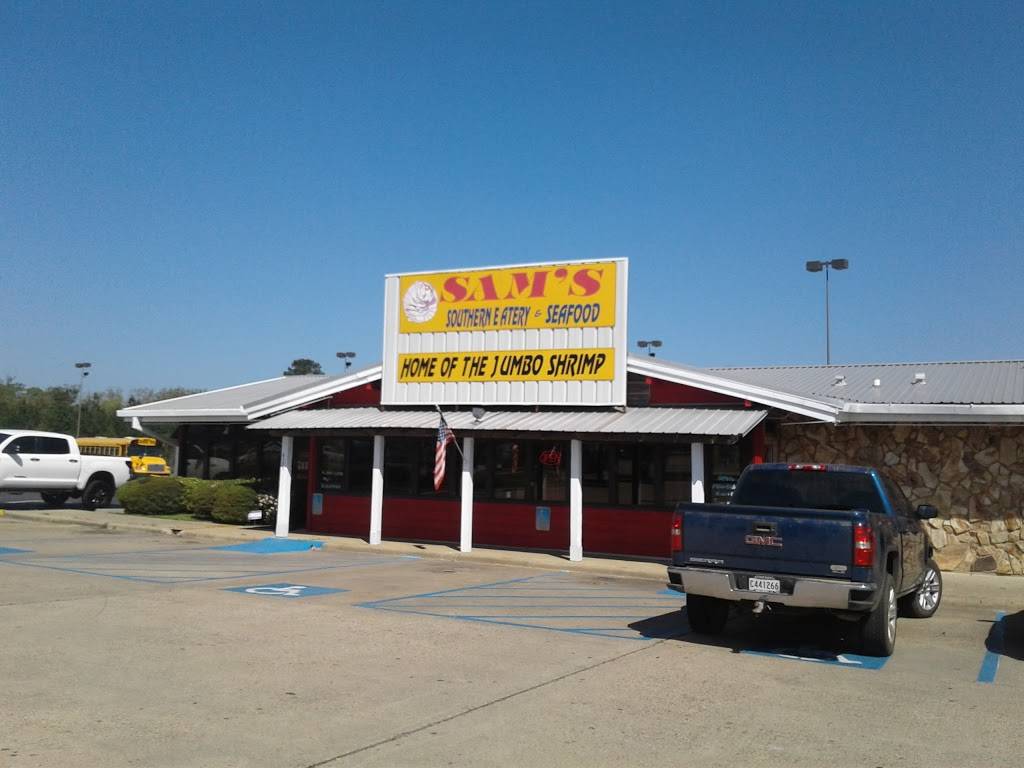 SAM'S
SOUTHERN EATERY & SEAFOOD
HOME OF THE JUMBO SHRIMP
GMC
C441266